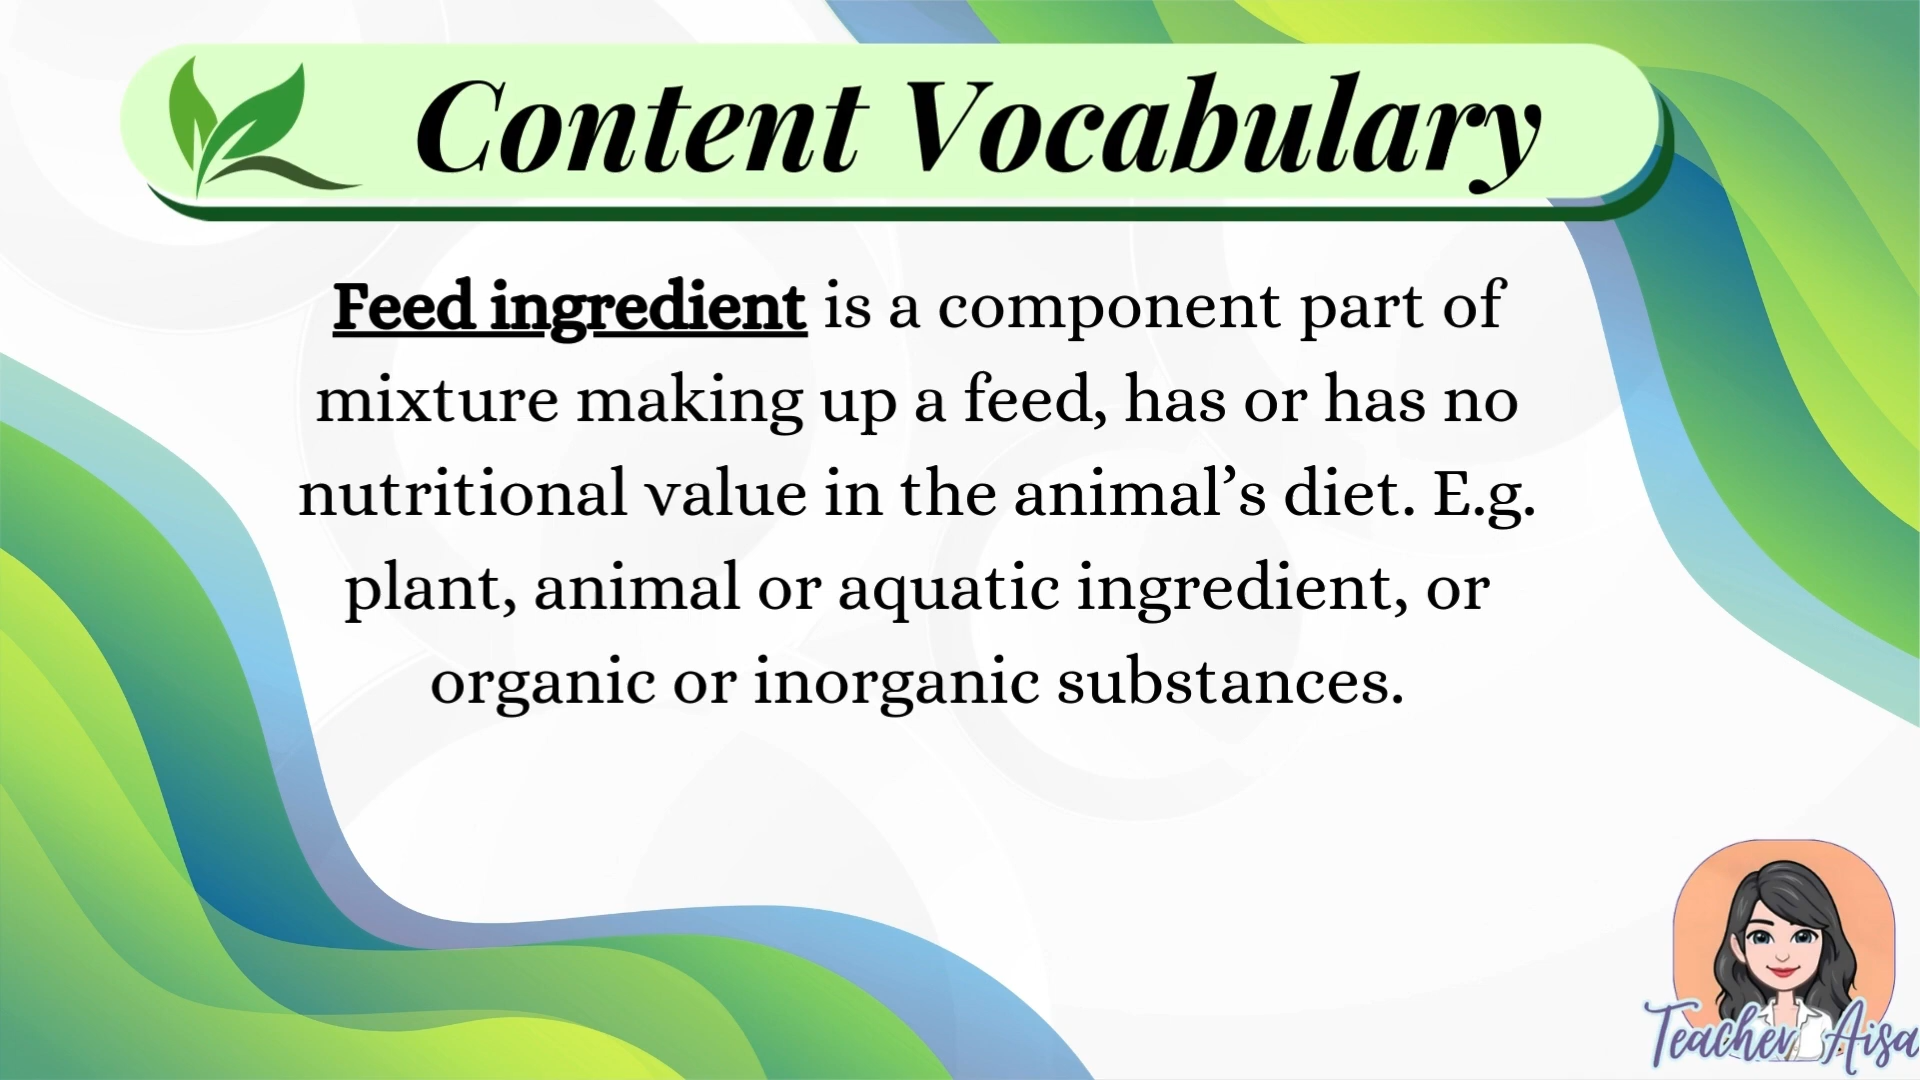 Content Vocabulary
Feed ingredient is a component part of
mixture making up a feed, has or has no
nutritional value in the animal’s diet. E.g.
plant, animal or aquatic ingredient, or
organic or inorganic substances.
Teacher Aisa